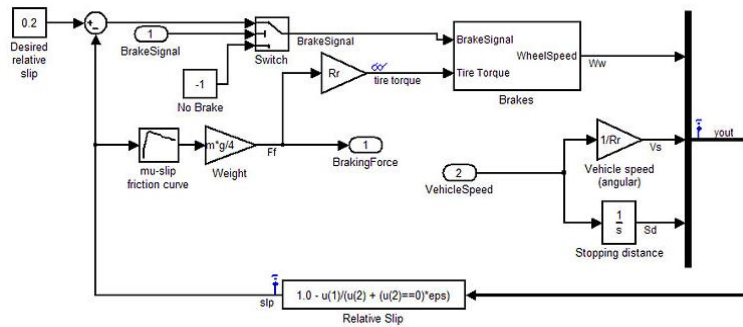 0.2
Desired
relative
slip
1
BrakeSignal
-1
No Brake
Switch
BrakeSignal
Rr
tire torque
BrakeSignal
Tire Torque
WheelSpeed
Brakes
Ww
mu-slip
friction curve
m*g/4
Weight
Ff
1
BrakingForce
2
VehicleSpeed
1/Rr
Vehicle speed
(angular)
Vs
1
s
Stopping distance
Sd
yout
slp
1.0 - u(1)/(u(2) + (u(2)==0)*eps)
Relative Slip